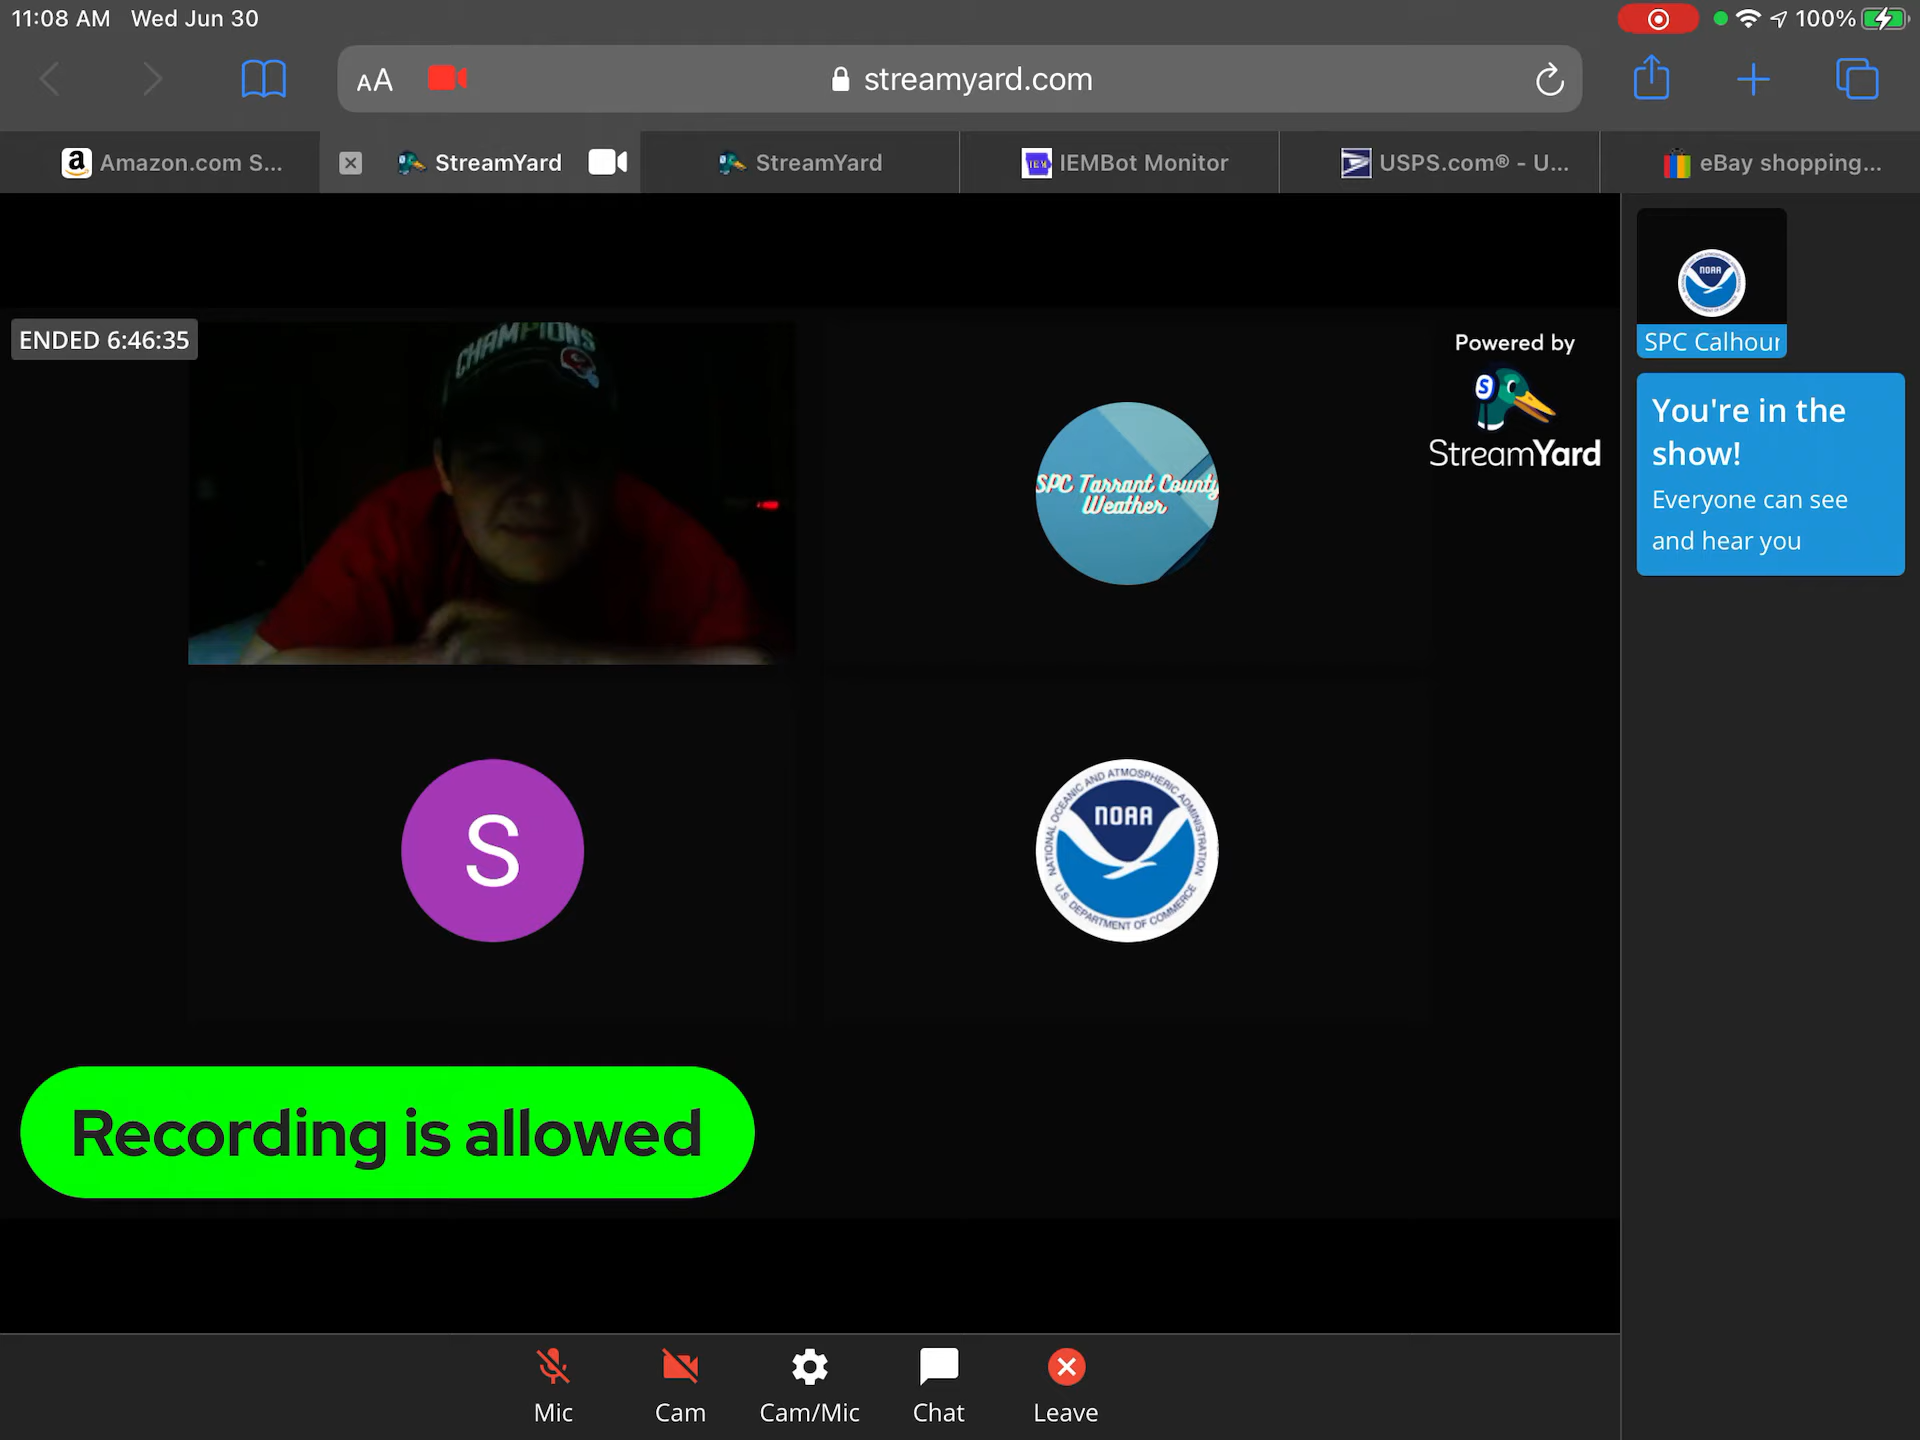 11:08 AM Wed Jun 30
100%
AA
streamyard.com
Amazon.com S...
StreamYard
StreamYard
IEMBot Monitor
USPS.com® - U...
eBay shopping...
ENDED 6:46:35
CHAMPIONS
SPC Tarrant County
Weather
Powered by
S
StreamYard
NOAA
SPC Calhour
You're in the
show!
Everyone can see
and hear you
S
NATIONAL OCEANIC AND ATMOSPHERIC ADMINISTRATION
NOAA
U.S. DEPARTMENT OF COMMERCE
Recording is allowed
Mic
Cam
Cam/Mic
Chat
Leave